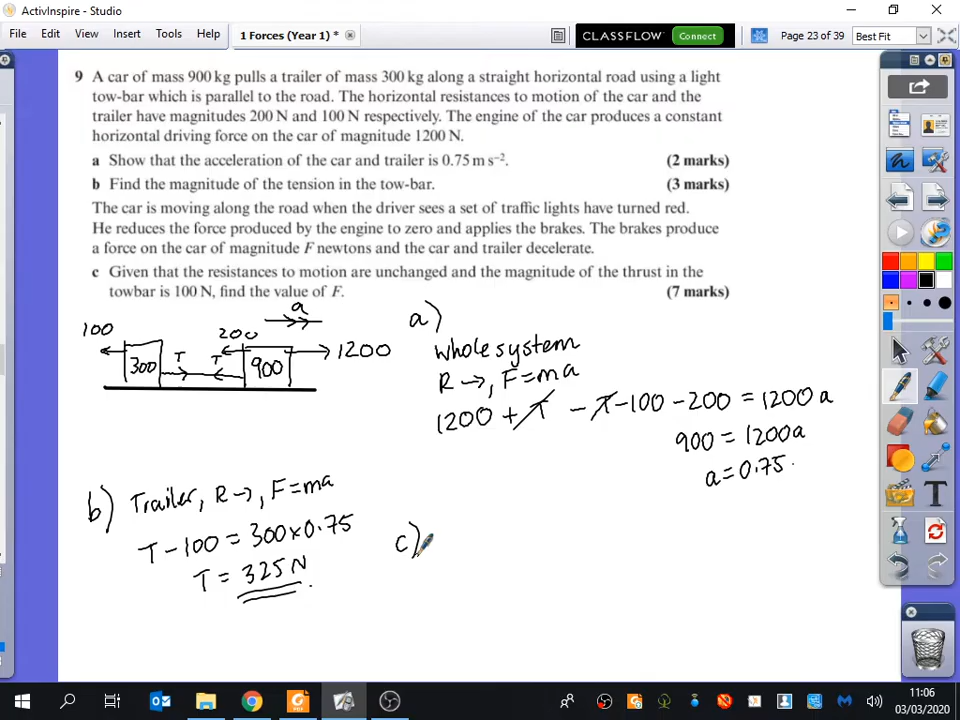 ActivInspire - Studio
File Edit View Insert Tools Help
1 Forces (Year 1) *
CLASSFLOW Connect
Page 23 of 39
Best Fit
9 A car of mass 900 kg pulls a trailer of mass 300 kg along a straight horizontal road using a light
tow-bar which is parallel to the road. The horizontal resistances to motion of the car and the
trailer have magnitudes 200 N and 100 N respectively. The engine of the car produces a constant
horizontal driving force on the car of magnitude 1200 N.
a Show that the acceleration of the car and trailer is 0.75 m s⁻². (2 marks)
b Find the magnitude of the tension in the tow-bar. (3 marks)
The car is moving along the road when the driver sees a set of traffic lights have turned red.
He reduces the force produced by the engine to zero and applies the brakes. The brakes produce
a force on the car of magnitude F newtons and the car and trailer decelerate.
c Given that the resistances to motion are unchanged and the magnitude of the thrust in the
towbar is 100 N, find the value of F. (7 marks)
a
100 200
T T
300 900 1200
a)
whole system
R →, F=ma
1200 + T - T -100 -200 = 1200a
900 = 1200a
a = 0.75.
b) Trailer, R →, F=ma
T - 100 = 300×0.75
T = 325 N.
c)
11:06
03/03/2020